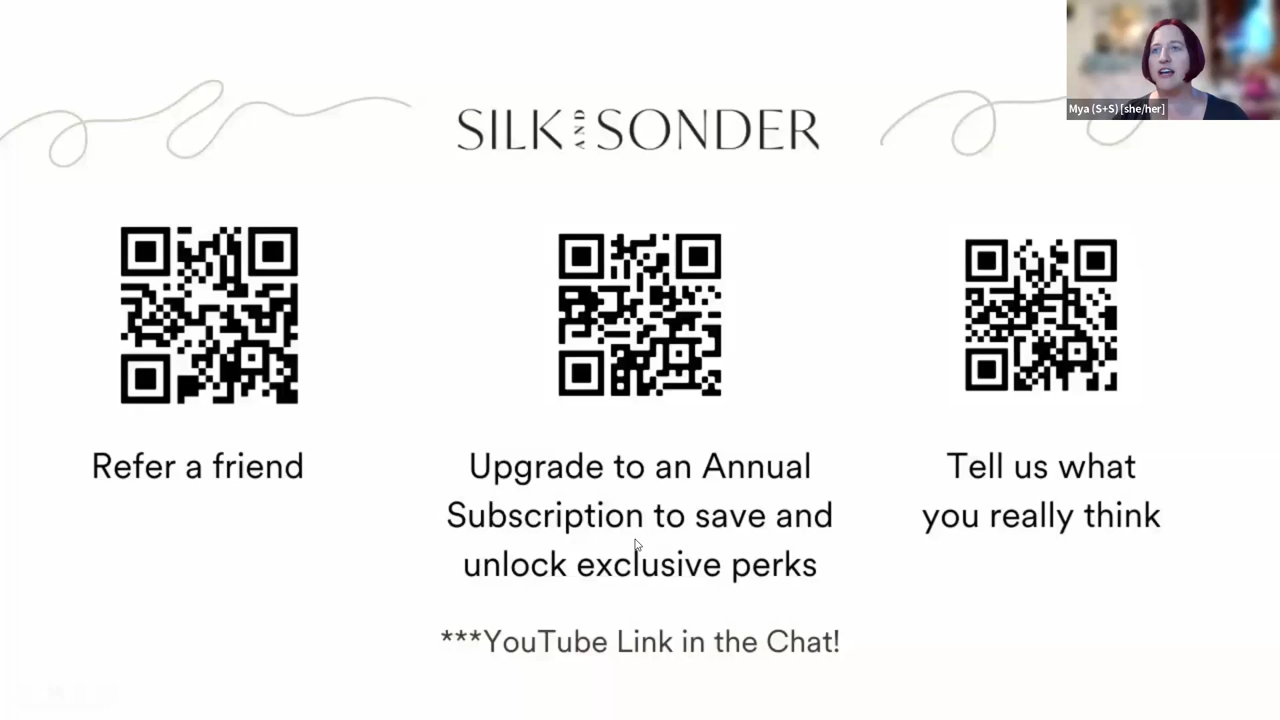 Mya (S+S) [she/her]
SILK AND SONDER
Refer a friend
Upgrade to an Annual
Subscription to save and
unlock exclusive perks
Tell us what
you really think
***YouTube Link in the Chat!